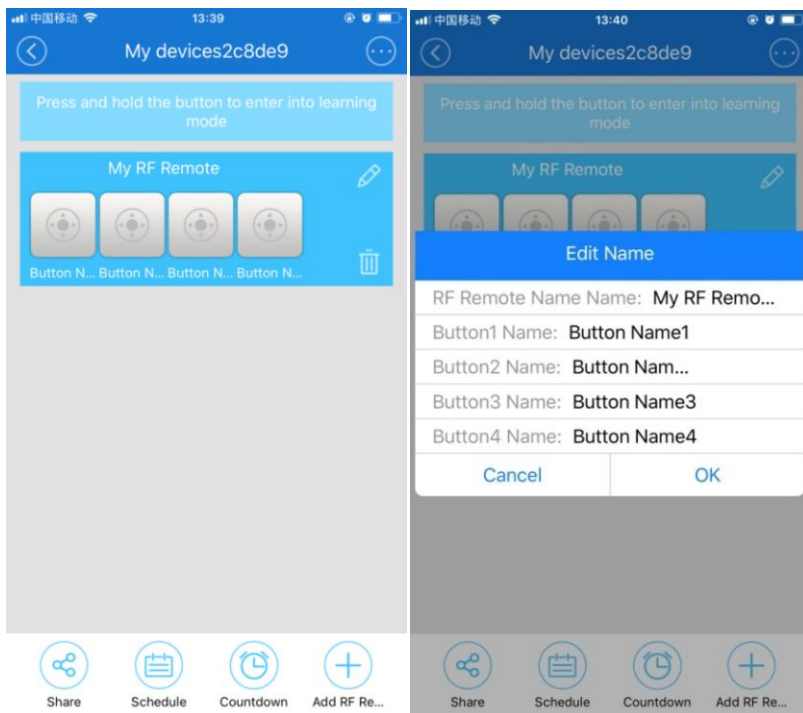 中国移动 13:39
My devices2c8de9
Press and hold the button to enter into learning
mode
My RF Remote
Button N... Button N... Button N... Button N...
Share Schedule Countdown Add RF Re...
中国移动 13:40
My devices2c8de9
Press and hold the button to enter into learning
mode
My RF Remote
Edit Name
RF Remote Name Name: My RF Remo...
Button1 Name: Button Name1
Button2 Name: Button Nam...
Button3 Name: Button Name3
Button4 Name: Button Name4
Cancel OK
Share Schedule Countdown Add RF Re...